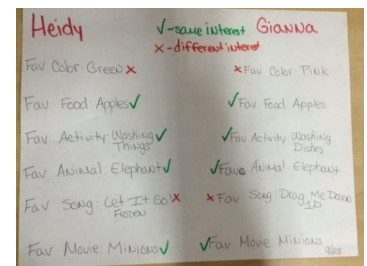 Heidy ✓-same interest Gianna
✗-different interest
Fav Color Green ✗ ✗ Fav Color: Pink
Fav Food Apples ✓ ✓ Fav Food Apples
Fav Activity: Washing ✓ ✓ Fav Activity: Washing
Things Dishes
Fav Animal: Elephant ✓ ✓ Fave Animal Elephant
Fav Song: Let It Go ✗ ✗ Fav Song: Drag Me Down
Frozen 1D
Fav Movie: Minions ✓ ✓ Fav Movie: Minions
9/23